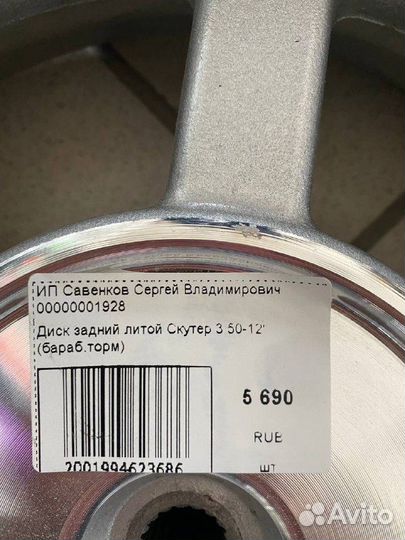 ИП Савенков Сергей Владимирович
00000001928
Диск задний литой Скутер 3 50-12"
(бараб.торм)
5 690
RUB
шт
2001994623686
Avito